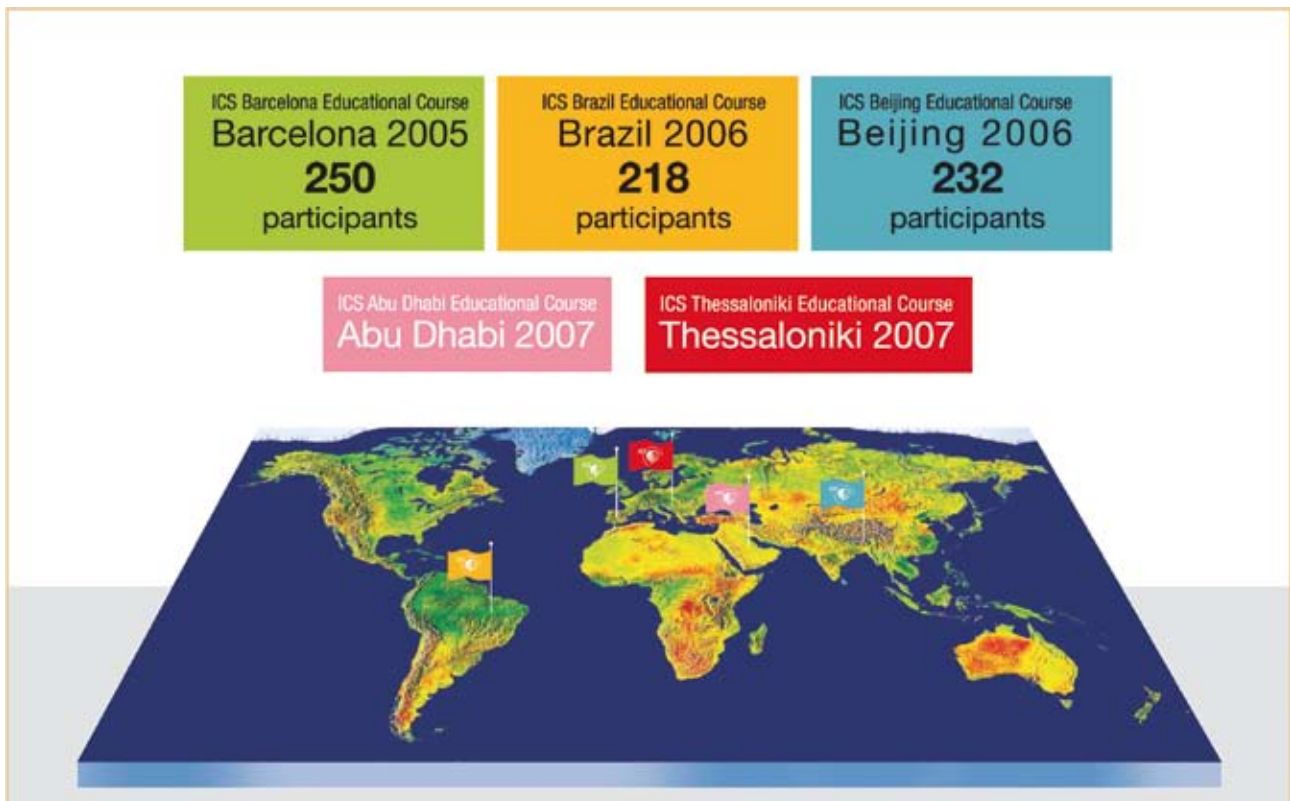 ICS Barcelona Educational Course
Barcelona 2005
250
participants
ICS Brazil Educational Course
Brazil 2006
218
participants
ICS Beijing Educational Course
Beijing 2006
232
participants
ICS Abu Dhabi Educational Course
Abu Dhabi 2007
ICS Thessaloniki Educational Course
Thessaloniki 2007